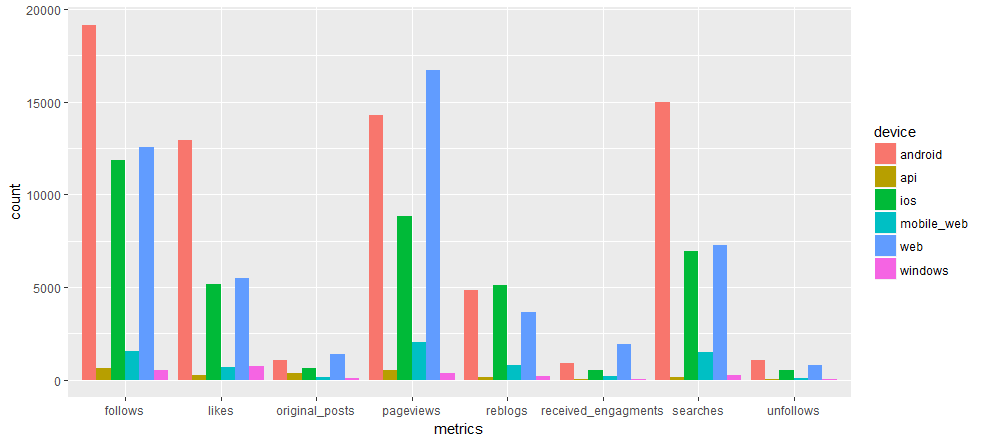 20000
15000
10000
5000
0
count
follows likes original_posts pageviews reblogs received_engagments searches unfollows
metrics
device
android
api
ios
mobile_web
web
windows